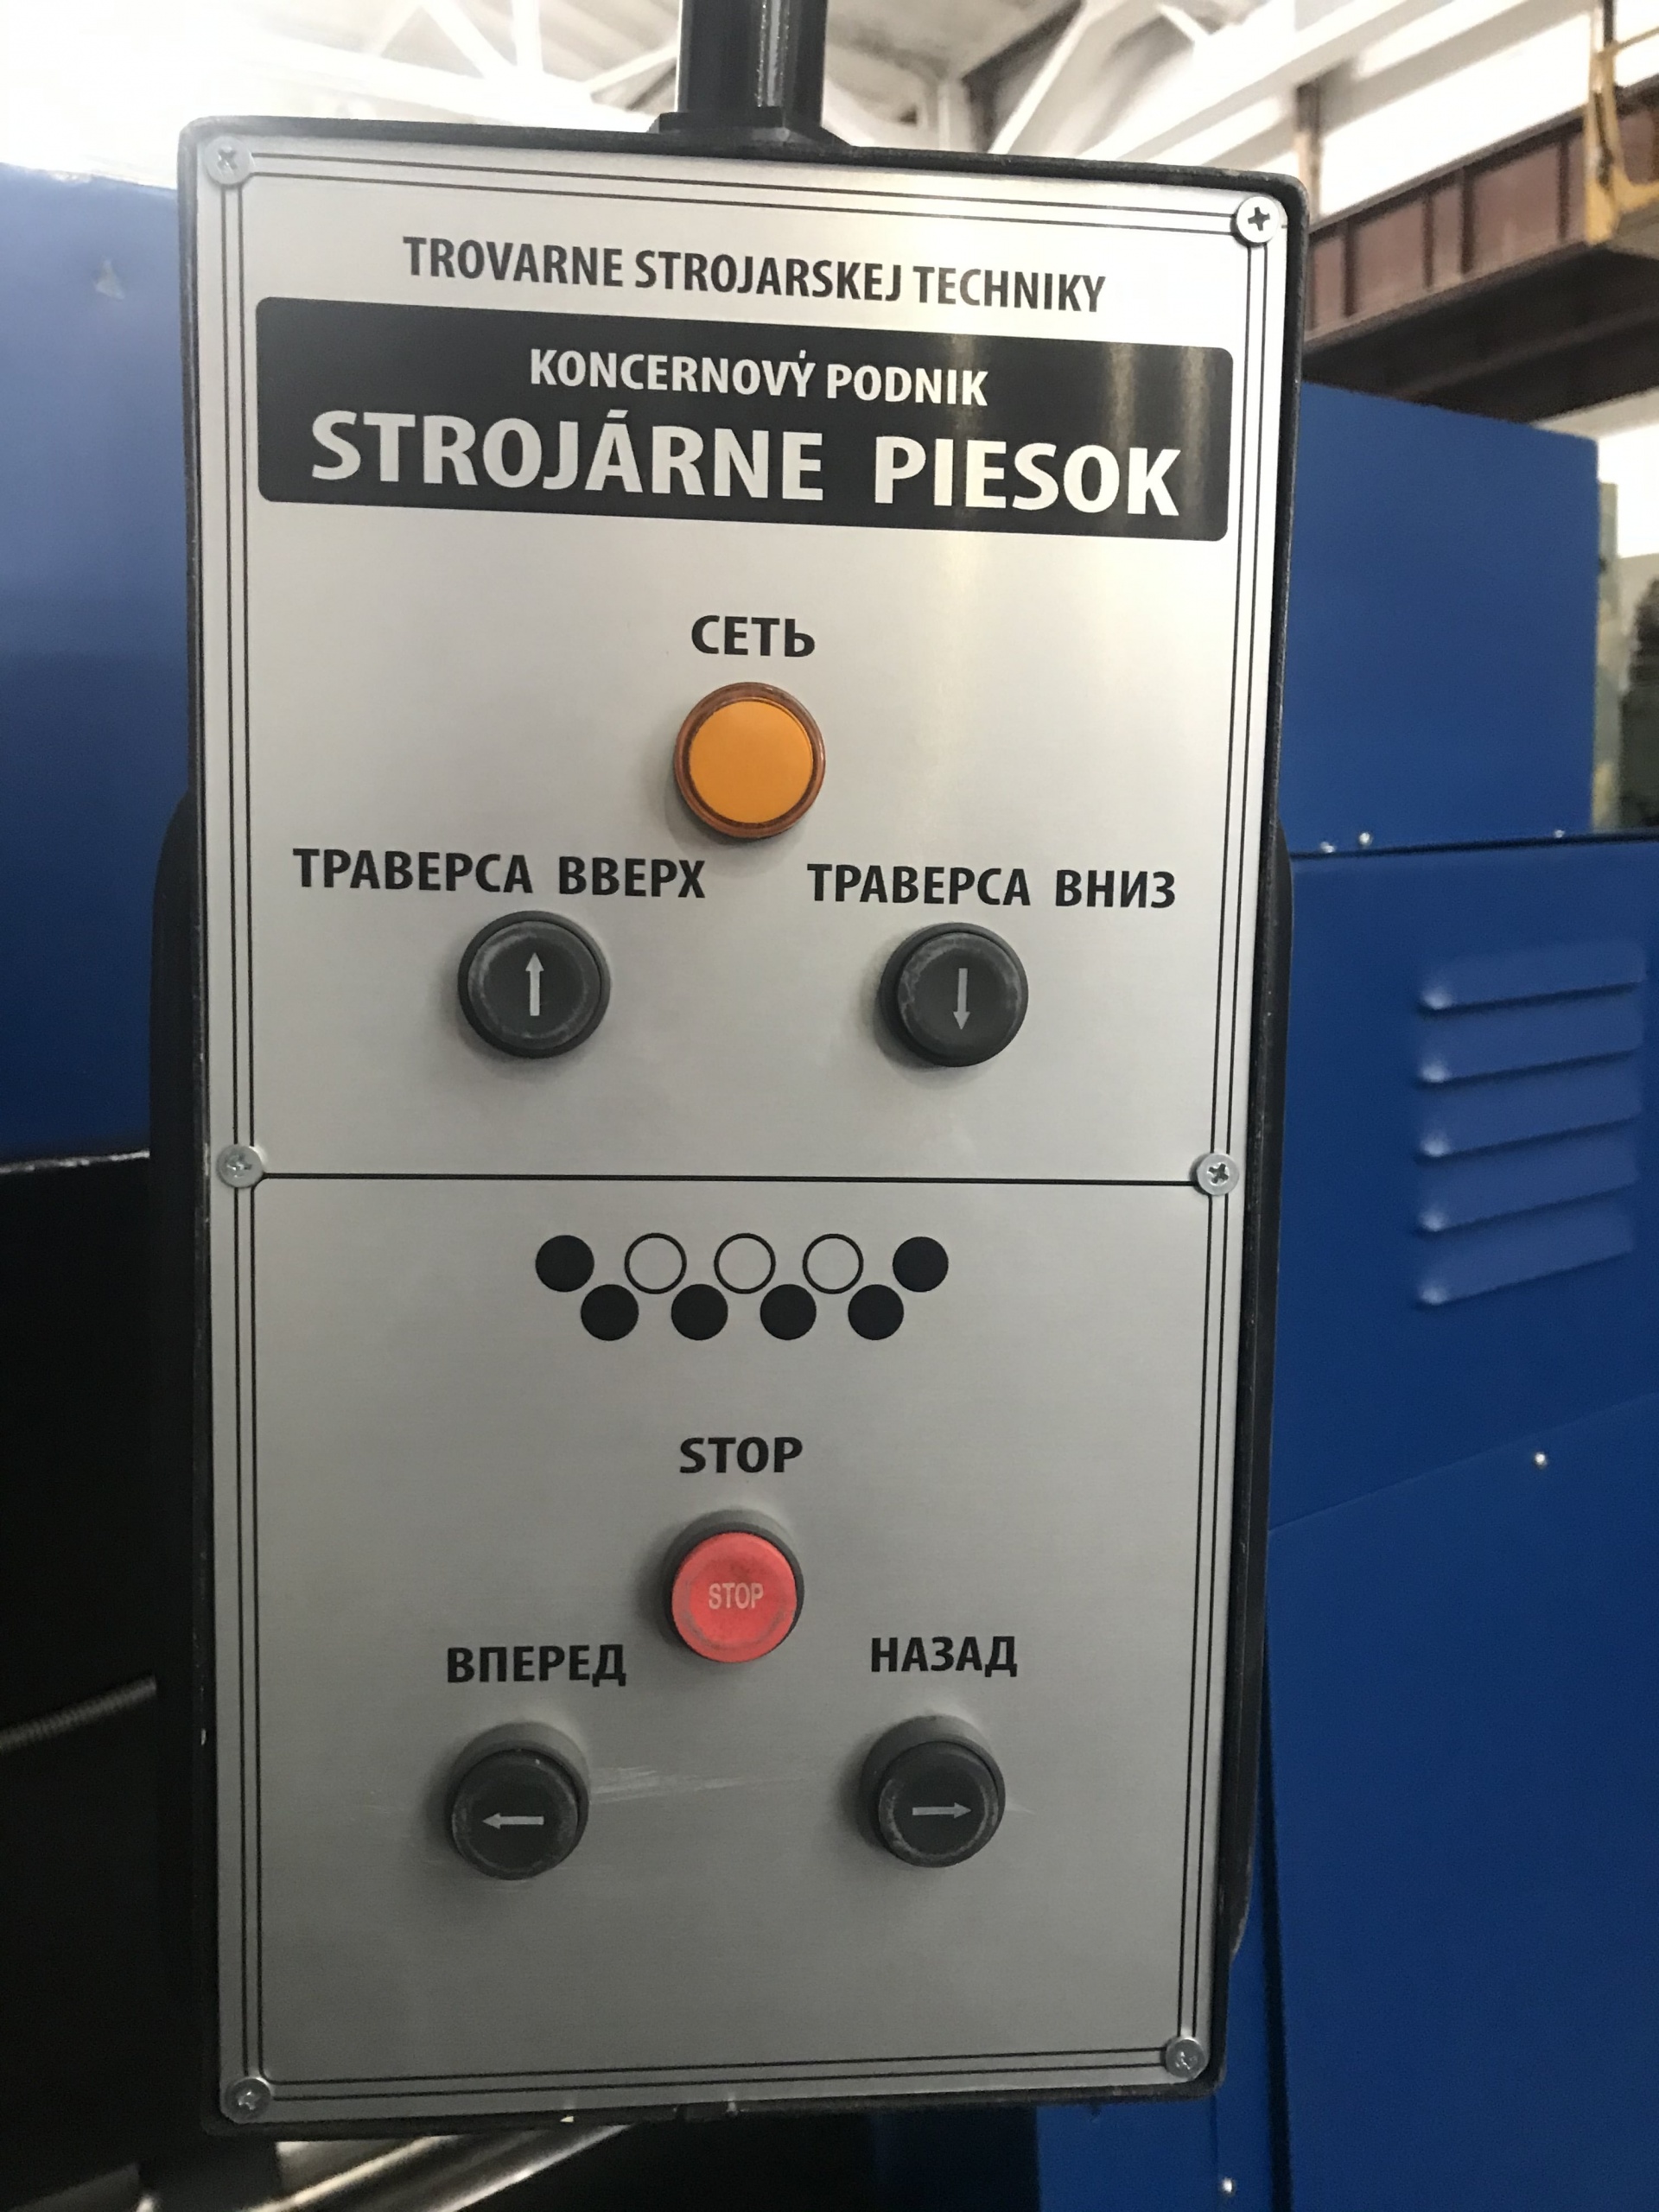 TROVARNE STROJARSKEJ TECHNIKY
KONCERNOVÝ PODNIK
STROJÁRNE PIESOK
СЕТЬ
ТРАВЕРСА ВВЕРХ ТРАВЕРСА ВНИЗ
STOP
STOP
ВПЕРЕД НАЗАД